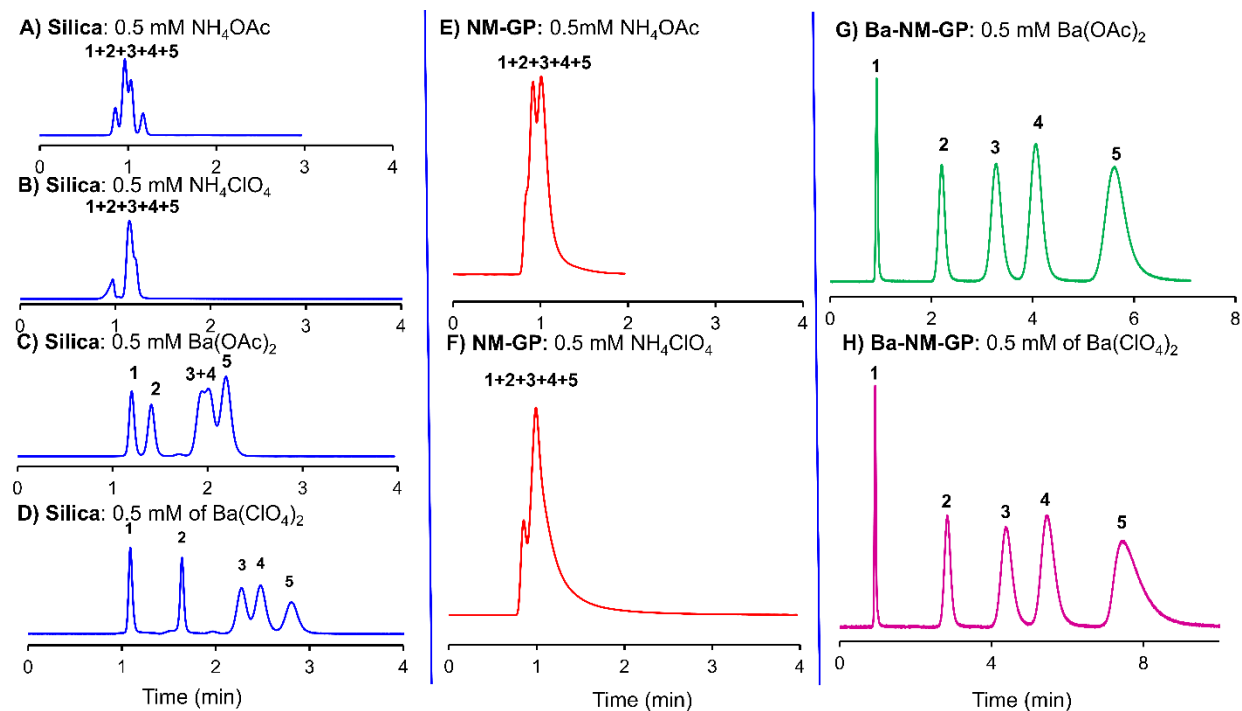 A) Silica: 0.5 mM NH₄OAc
1+2+3+4+5
0 1 2 3 4
B) Silica: 0.5 mM NH₄ClO₄
1+2+3+4+5
0 1 2 3 4
C) Silica: 0.5 mM Ba(OAc)₂
1 2 3+4 5
0 1 2 3 4
D) Silica: 0.5 mM of Ba(ClO₄)₂
1 2 3 4 5
0 1 2 3 4
Time (min)
E) NM-GP: 0.5mM NH₄OAc
1+2+3+4+5
0 1 2 3 4
F) NM-GP: 0.5 mM NH₄ClO₄
1+2+3+4+5
0 1 2 3 4
Time (min)
G) Ba-NM-GP: 0.5 mM Ba(OAc)₂
1 2 3 4 5
0 2 4 6 8
H) Ba-NM-GP: 0.5 mM of Ba(ClO₄)₂
1 2 3 4 5
0 4 8
Time (min)